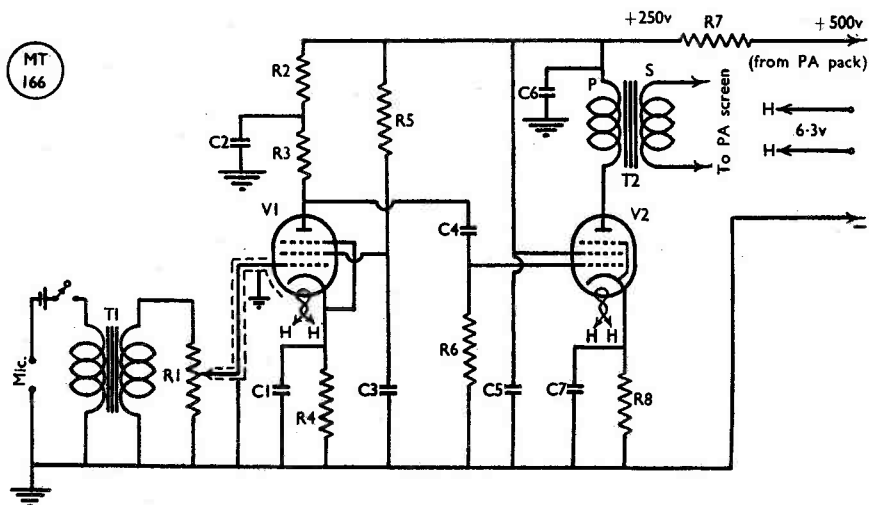 MT
166
+250v
R7
+500v
(from PA pack)
R2
C6
P
S
H
6·3v
H
To PA screen
R5
C2
R3
T2
V1
C4
V2
H H
H H
T1
Mic.
R1
R6
C1
R4
C3
C5
C7
R8